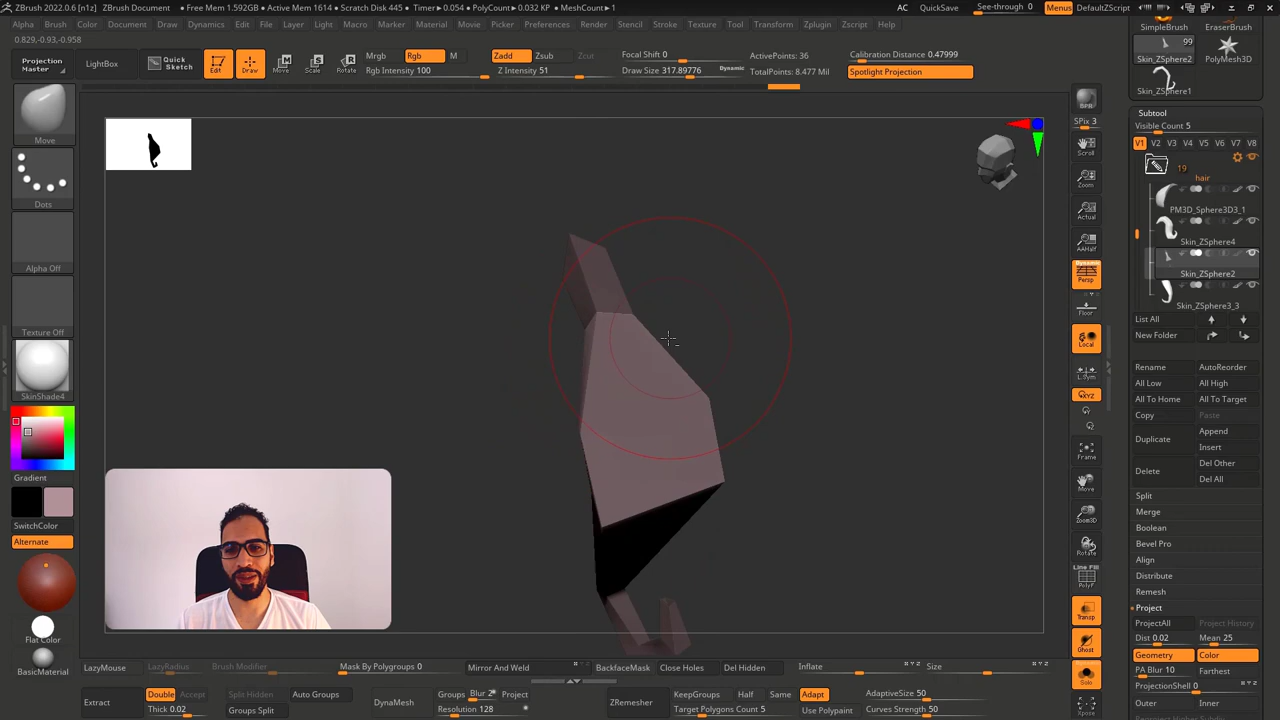 ZBrush 2022.0.6 [n1z]
ZBrush Document
• Free Mem 1.592GB • Active Mem 1614 • Scratch Disk 445 • Timer▸0.054 • PolyCount▸0.032 KP • MeshCount▸1
AC
QuickSave
See-through 0
Menus
DefaultZScript
Alpha
Brush
Color
Document
Draw
Dynamics
Edit
File
Layer
Light
Macro
Marker
Material
Movie
Picker
Preferences
Render
Stencil
Stroke
Texture
Tool
Transform
Zplugin
Zscript
0.829,-0.93,-0.958
Projection
Master
LightBox
Quick
Sketch
Edit
Draw
Move
Scale
Rotate
Mrgb
Rgb
M
Rgb Intensity 100
Zadd
Zsub
Zcut
Z Intensity 51
Focal Shift 0
Draw Size 317.89776
Dynamic
ActivePoints: 36
TotalPoints: 8.477 Mil
Calibration Distance 0.47999
Spotlight Projection
SimpleBrush
EraserBrush
99
Skin_ZSphere2
PolyMesh3D
Skin_ZSphere1
Subtool
Visible Count 5
V1
V2
V3
V4
V5
V6
V7
V8
19
hair
PM3D_Sphere3D3_1
Skin_ZSphere4
Skin_ZSphere2
Skin_ZSphere3_3
List All
New Folder
Rename
AutoReorder
All Low
All High
All To Home
All To Target
Copy
Paste
Duplicate
Append
Insert
Delete
Del Other
Del All
Split
Merge
Boolean
Bevel Pro
Align
Distribute
Remesh
Project
ProjectAll
Project History
Dist 0.02
Mean 25
Geometry
Color
PA Blur 10
Farthest
ProjectionShell 0
Outer
Inner
Move
Dots
Alpha Off
Texture Off
SkinShade4
Gradient
SwitchColor
Alternate
Flat Color
BasicMaterial
BPR
SPix 3
Scroll
Zoom
Actual
AAHalf
Dynamic
Persp
Floor
Local
L.Sym
XYZ
Frame
Move
Zoom3D
Rotate
Line Fill
PolyF
Transp
Ghost
Solo
Xpose
LazyMouse
LazyRadius
Brush Modifier
Mask By Polygroups 0
Mirror And Weld
BackfaceMask
Close Holes
Del Hidden
Inflate
Size
Extract
Double
Accept
Thick 0.02
Split Hidden
Groups Split
Auto Groups
DynaMesh
Groups
Blur 2
Project
Resolution 128
ZRemesher
KeepGroups
Half
Same
Target Polygons Count 5
Adapt
Use Polypaint
AdaptiveSize 50
Curves Strength 50